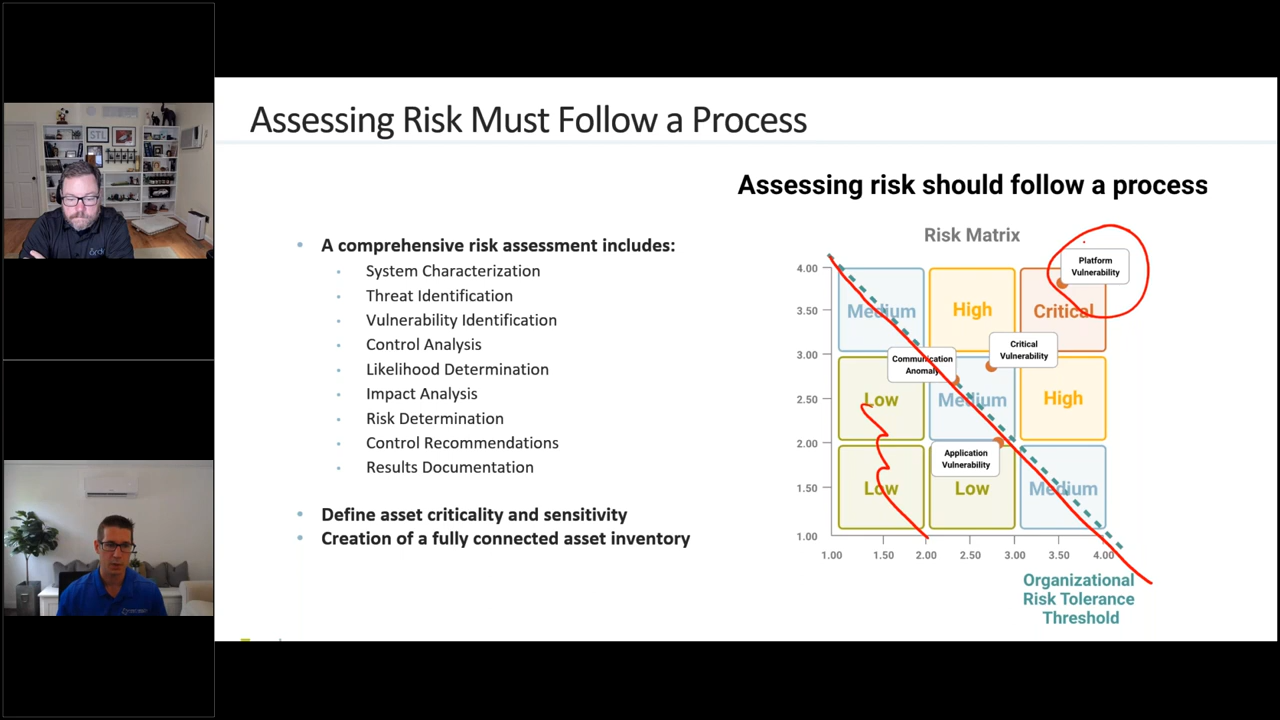 Assessing Risk Must Follow a Process
Assessing risk should follow a process
A comprehensive risk assessment includes:
System Characterization
Threat Identification
Vulnerability Identification
Control Analysis
Likelihood Determination
Impact Analysis
Risk Determination
Control Recommendations
Results Documentation
Define asset criticality and sensitivity
Creation of a fully connected asset inventory
Risk Matrix
4.00
3.50
3.00
2.50
2.00
1.50
1.00
Medium
High
Critical
Platform
Vulnerability
Critical
Vulnerability
Communication
Anomaly
Low
Medium
High
Application
Vulnerability
Low
Low
Medium
1.00 1.50 2.00 2.50 3.00 3.50 4.00
Organizational
Risk Tolerance
Threshold
STL